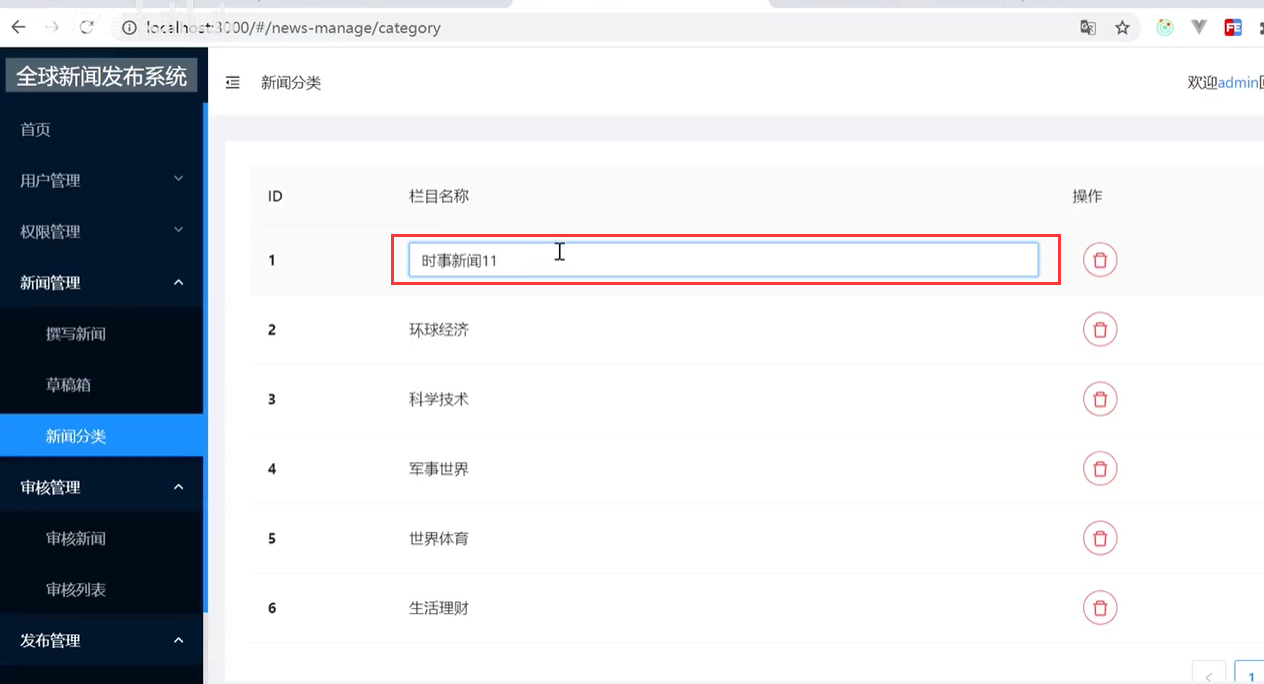 localhost:3000/#/news-manage/category
全球新闻发布系统
新闻分类
欢迎admin
首页
用户管理
权限管理
新闻管理
撰写新闻
草稿箱
新闻分类
审核管理
审核新闻
审核列表
发布管理
ID 栏目名称 操作
1 时事新闻11
2 环球经济
3 科学技术
4 军事世界
5 世界体育
6 生活理财
1